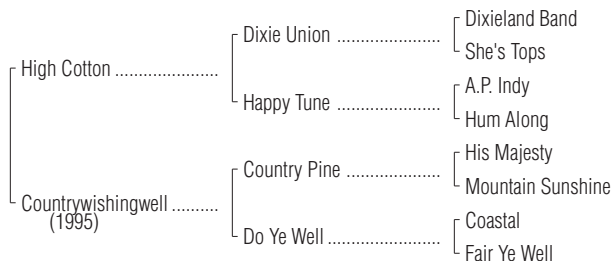 Dixieland Band
Dixie Union ........................
She's Tops
High Cotton ........................
A.P. Indy
Happy Tune ........................
Hum Along
His Majesty
Country Pine ......................
Mountain Sunshine
Countrywishingwell ..........
(1995)
Coastal
Do Ye Well ..........................
Fair Ye Well